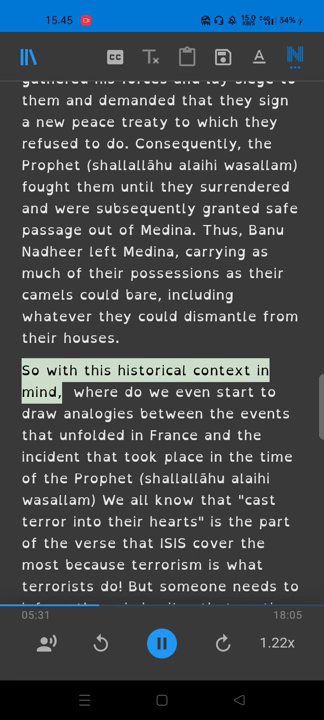 15.45
15.0
34%
CC
N
gathered his forces and lay siege to
them and demanded that they sign
a new peace treaty to which they
refused to do. Consequently, the
Prophet (shallallāhu alaihi wasallam)
fought them until they surrendered
and were subsequently granted safe
passage out of Medina. Thus, Banu
Nadheer left Medina, carrying as
much of their possessions as their
camels could bare, including
whatever they could dismantle from
their houses.
So with this historical context in
mind, where do we even start to
draw analogies between the events
that unfolded in France and the
incident that took place in the time
of the Prophet (shallallāhu alaihi
wasallam) We all know that "cast
terror into their hearts" is the part
of the verse that ISIS cover the
most because terrorism is what
terrorists do! But someone needs to
05:31
18:05
1.22x